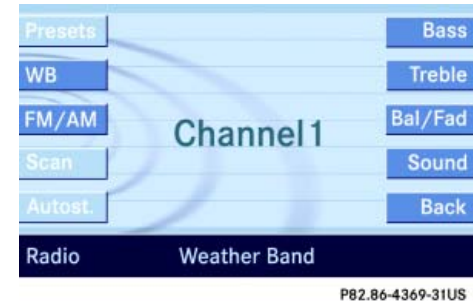 Presets
Bass
WB
Treble
FM/AM
Bal/Fad
Channel 1
Scan
Sound
Autost.
Back
Radio
Weather Band
P82.86-4369-31US